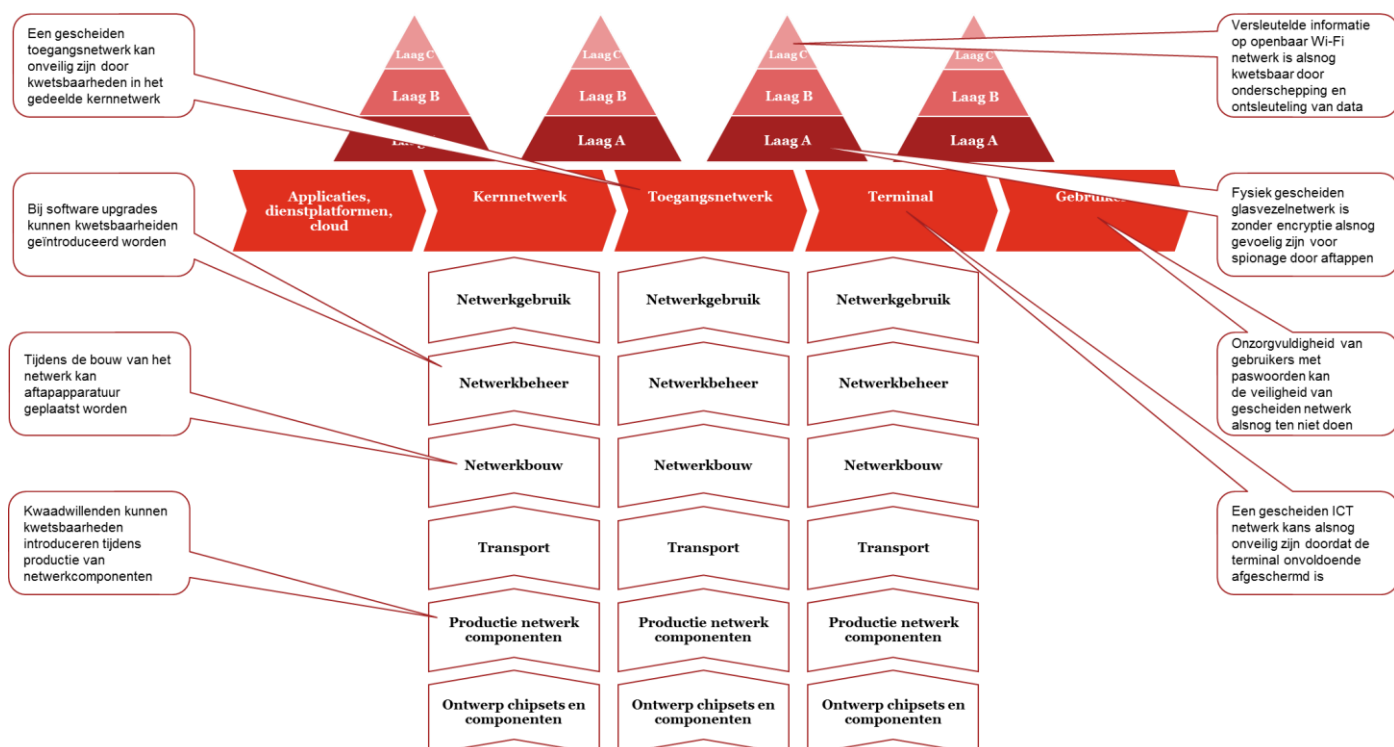 Een gescheiden
toegangsnetwerk kan
onveilig zijn door
kwetsbaarheden in het
gedeelde kernnetwerk
Laag C
Laag B
Laag C
Laag B
Laag A
Laag C
Laag B
Laag A
Laag C
Laag B
Laag A
Versleutelde informatie
op openbaar Wi-Fi
netwerk is alsnog
kwetsbaar door
onderschepping en
ontsleuteling van data
Applicaties,
dienstplatformen,
cloud
Kernnetwerk
Toegangsnetwerk
Terminal
Bij software upgrades
kunnen kwetsbaarheiden
geïntroduceerd worden
Fysiek gescheiden
glasvezelnetwerk is
zonder encryptie alsnog
gevoelig zijn voor
spionage door aftappen
Netwerkgebruik
Netwerkgebruik
Netwerkgebruik
Netwerkbeheer
Netwerkbeheer
Netwerkbeheer
Tijdens de bouw van het
netwerk kan
aftapapparatuur
geplaatst worden
Onzorgvuldigheid van
gebruikers met
paswoorden kan
de veiligheid van
gescheiden netwerk
alsnog ten niet doen
Netwerkbouw
Netwerkbouw
Netwerkbouw
Kwaadwillenden kunnen
kwetsbaarheden
introduceren tijdens
productie van
netwerkcomponenten
Een gescheiden ICT
netwerk kans alsnog
onveilig zijn doordat de
terminal onvoldoende
afgeschermd is
Transport
Transport
Transport
Productie netwerk
componenten
Productie netwerk
componenten
Productie netwerk
componenten
Ontwerp chipsets en
componenten
Ontwerp chipsets en
componenten
Ontwerp chipsets en
componenten